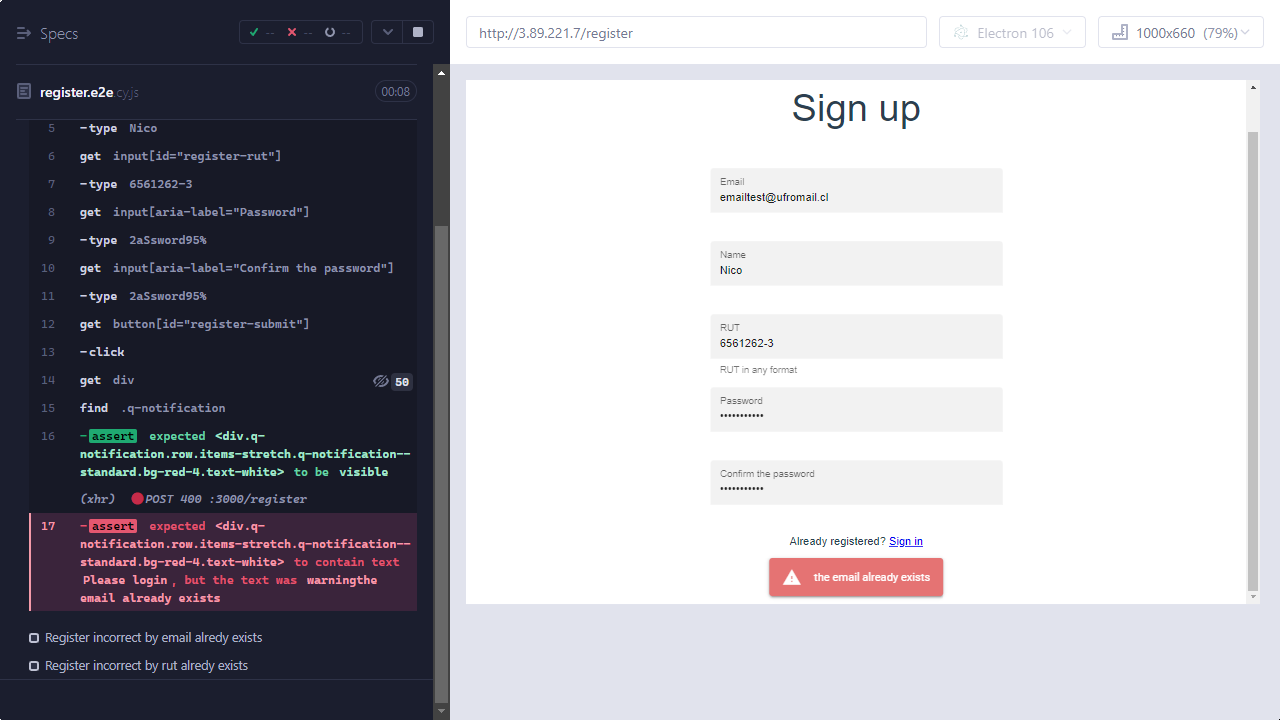 Specs
-- -- --
register.e2e.cy.js
00:08
5 -type Nico
6 get input[id="register-rut"]
7 -type 6561262-3
8 get input[aria-label="Password"]
9 -type 2aSsword95%
10 get input[aria-label="Confirm the password"]
11 -type 2aSsword95%
12 get button[id="register-submit"]
13 -click
14 get div 50
15 find .q-notification
16 -assert expected <div.q-
notification.row.items-stretch.q-notification--
standard.bg-red-4.text-white> to be visible
(xhr) POST 400 :3000/register
17 -assert expected <div.q-
notification.row.items-stretch.q-notification--
standard.bg-red-4.text-white> to contain text
Please login, but the text was warningthe
email already exists
Register incorrect by email alredy exists
Register incorrect by rut alredy exists
http://3.89.221.7/register
Electron 106
1000x660 (79%)
Sign up
Email
emailtest@ufromail.cl
Name
Nico
RUT
6561262-3
RUT in any format
Password
•••••••••••
Confirm the password
•••••••••••
Already registered? Sign in
the email already exists